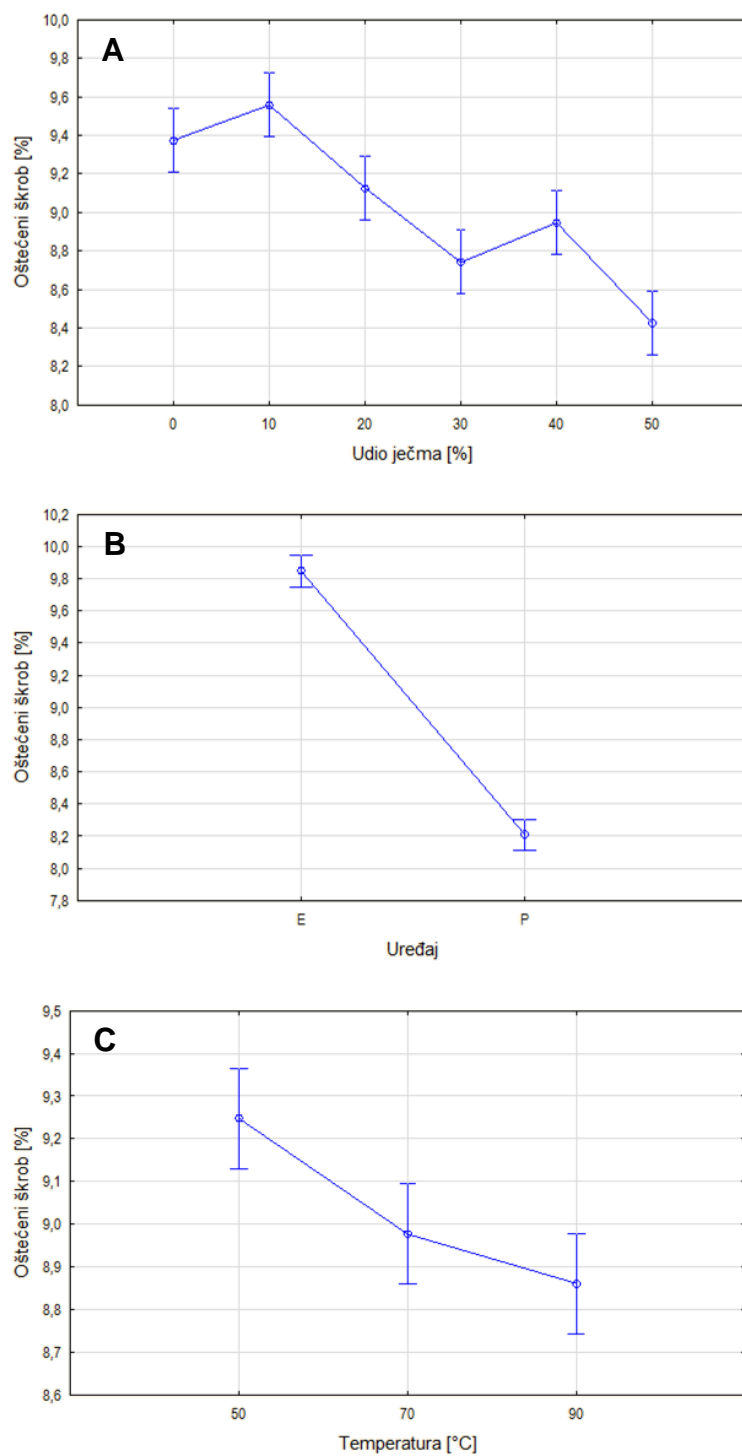 A
Oštećeni škrob [%]
10,0
9,8
9,6
9,4
9,2
9,0
8,8
8,6
8,4
8,2
8,0
0 10 20 30 40 50
Udio ječma [%]
B
Oštećeni škrob [%]
10,2
10,0
9,8
9,6
9,4
9,2
9,0
8,8
8,6
8,4
8,2
8,0
7,8
E P
Uređaj
C
Oštećeni škrob [%]
9,5
9,4
9,3
9,2
9,1
9,0
8,9
8,8
8,7
8,6
50 70 90
Temperatura [°C]